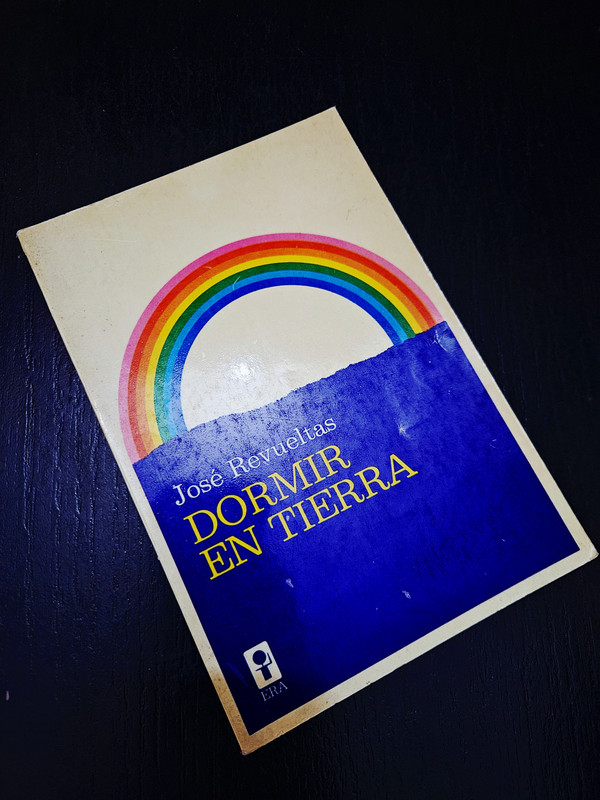 José Revueltas
DORMIR
EN TIERRA
ERA